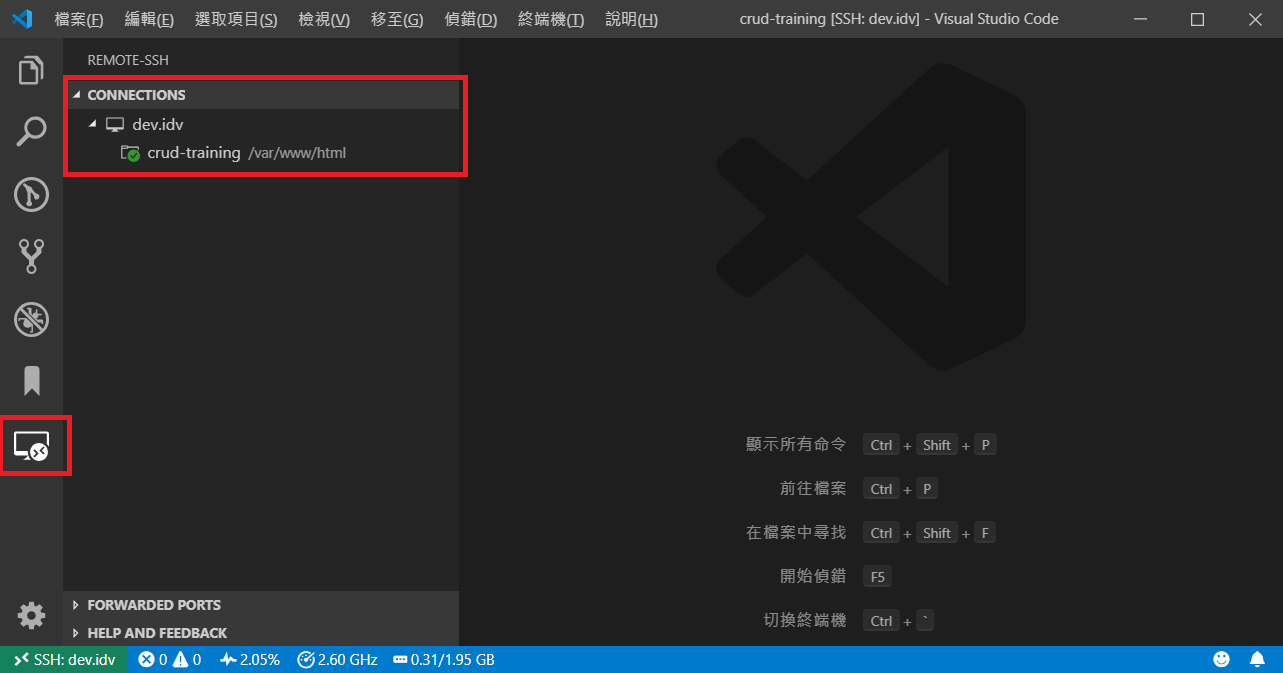 檔案(F) 編輯(E) 選取項目(S) 檢視(V) 移至(G) 偵錯(D) 終端機(T) 說明(H) crud-training [SSH: dev.idv] - Visual Studio Code
REMOTE-SSH
CONNECTIONS
dev.idv
crud-training /var/www/html
顯示所有命令 Ctrl + Shift + P
前往檔案 Ctrl + P
在檔案中尋找 Ctrl + Shift + F
開始偵錯 F5
切換終端機 Ctrl + `
FORWARDED PORTS
HELP AND FEEDBACK
SSH: dev.idv 0 0 2.05% 2.60 GHz 0.31/1.95 GB